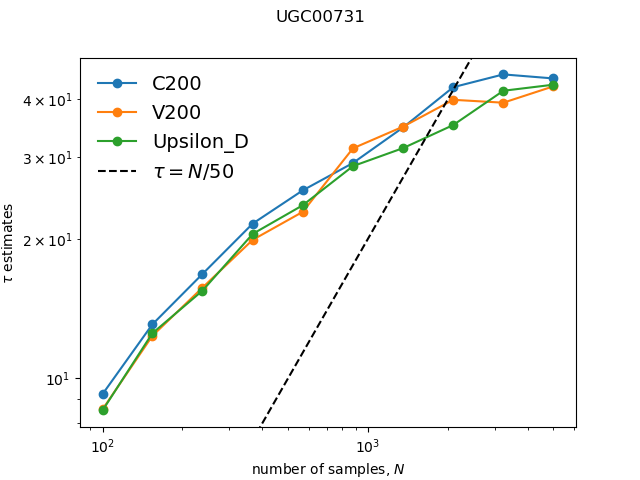 UGC00731
C200
V200
Upsilon_D
τ = N/50
4 × 10¹
3 × 10¹
2 × 10¹
10¹
τ estimates
10²
10³
number of samples, N